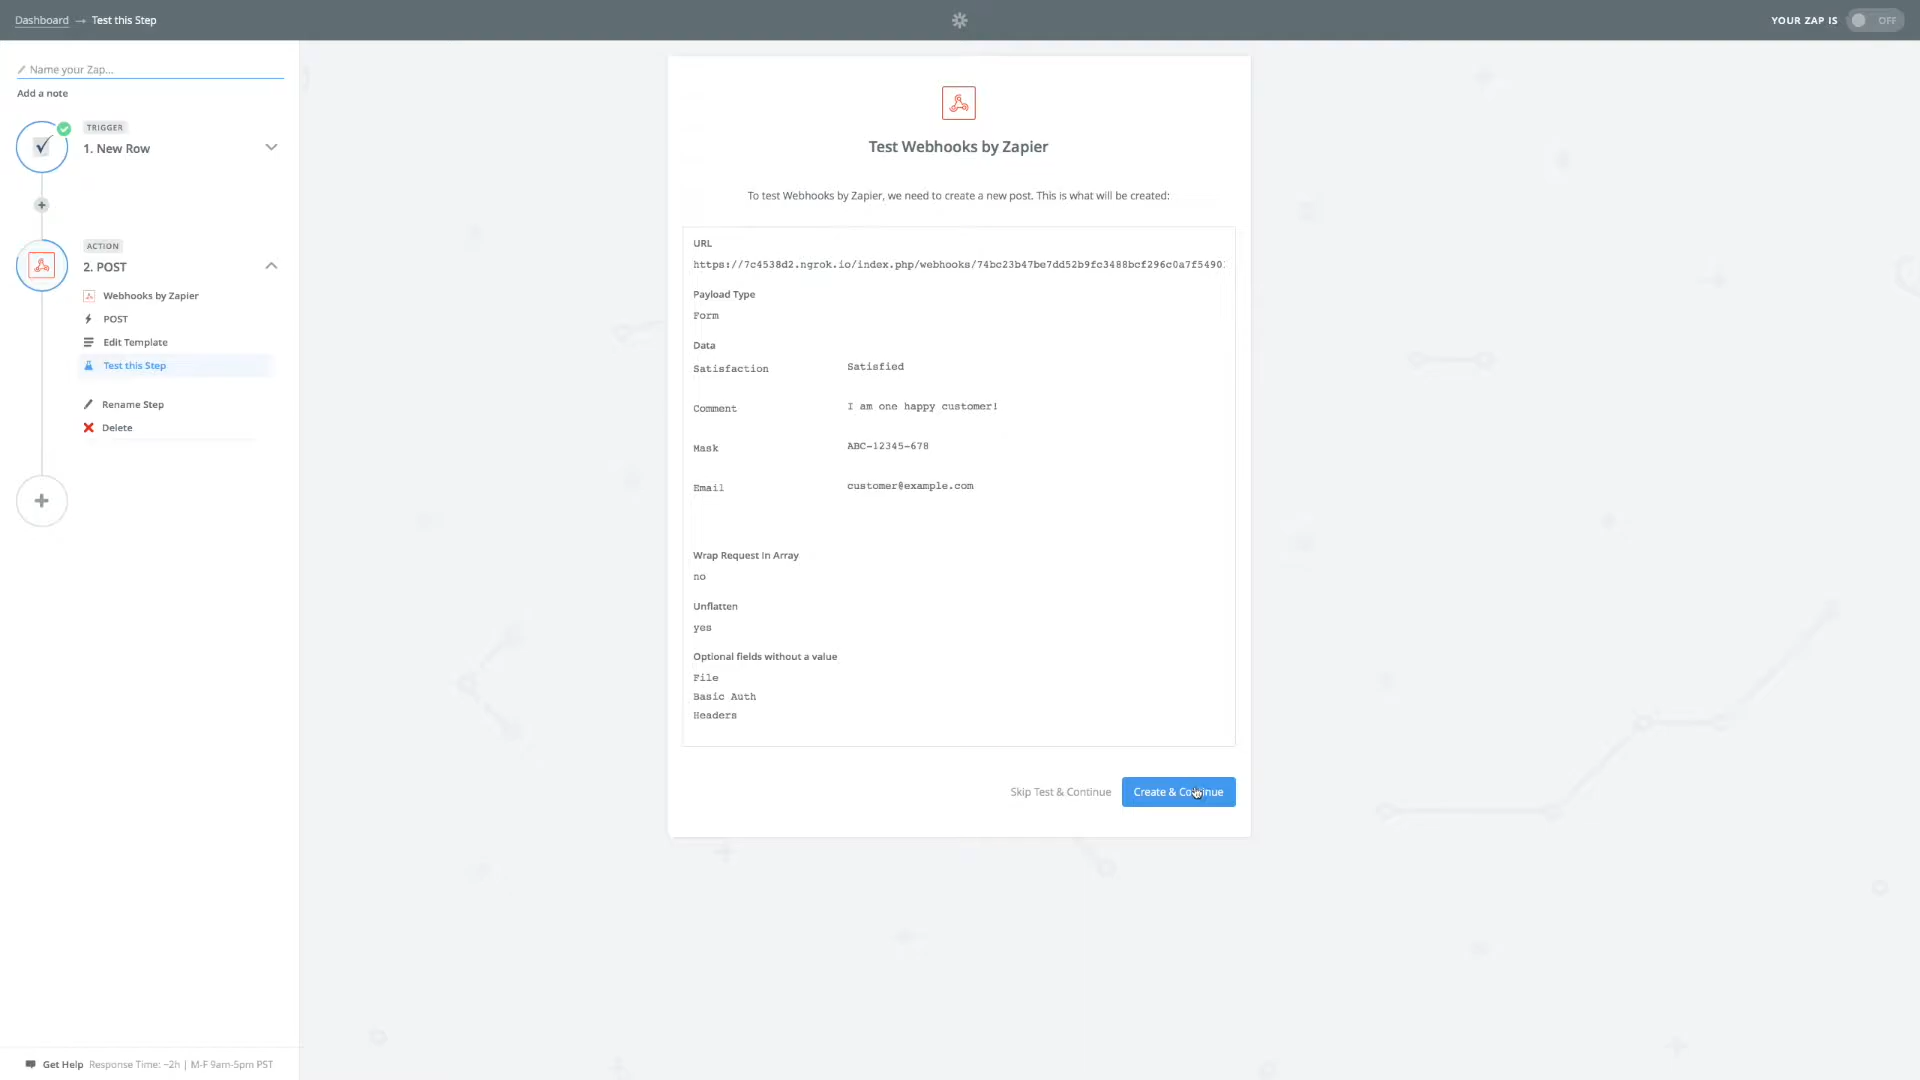 Dashboard → Test this Step
YOUR ZAP IS OFF
Name your Zap...
Add a note
TRIGGER
1. New Row
ACTION
2. POST
Webhooks by Zapier
POST
Edit Template
Test this Step
Rename Step
Delete
Get Help Response Time: ~2h | M-F 9am-5pm PST
Test Webhooks by Zapier
To test Webhooks by Zapier, we need to create a new post. This is what will be created:
URL
https://7c4538d2.ngrok.io/index.php/webhooks/74bc23b47be7dd52b9fc3488bcf296c0a7f5490
Payload Type
Form
Data
Satisfaction Satisfied
Comment I am one happy customer!
Mask ABC-12345-678
Email customer@example.com
Wrap Request In Array
no
Unflatten
yes
Optional fields without a value
File
Basic Auth
Headers
Skip Test & Continue
Create & Continue